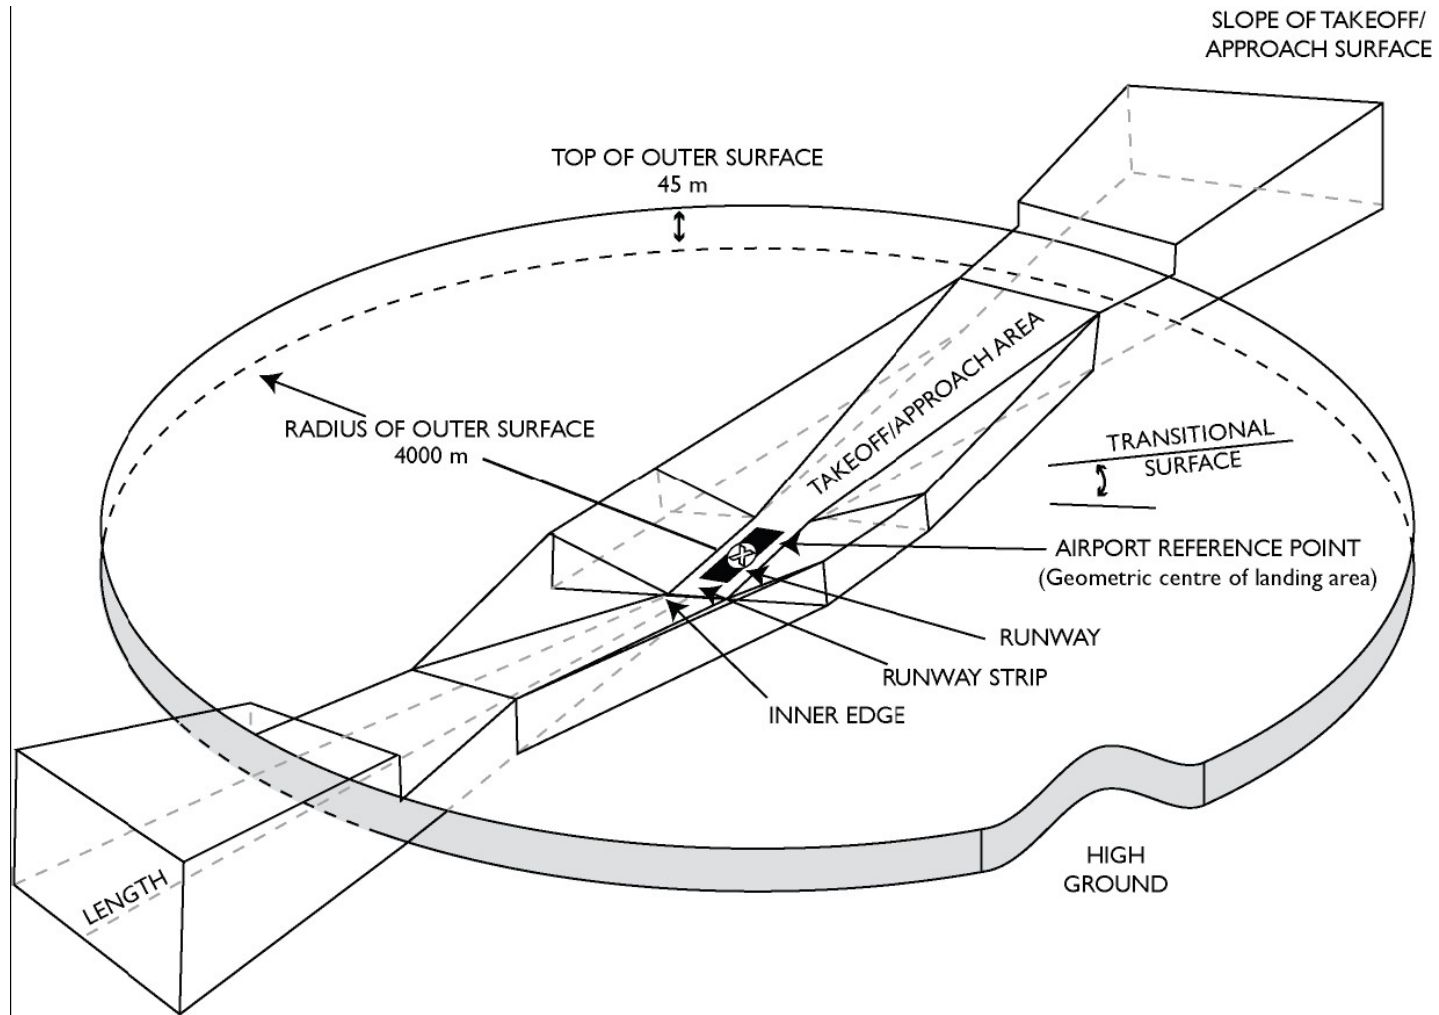 SLOPE OF TAKEOFF/
APPROACH SURFACE
TOP OF OUTER SURFACE
45 m
RADIUS OF OUTER SURFACE
4000 m
TAKEOFF/APPROACH AREA
TRANSITIONAL
SURFACE
AIRPORT REFERENCE POINT
(Geometric centre of landing area)
RUNWAY
RUNWAY STRIP
INNER EDGE
HIGH
GROUND
LENGTH